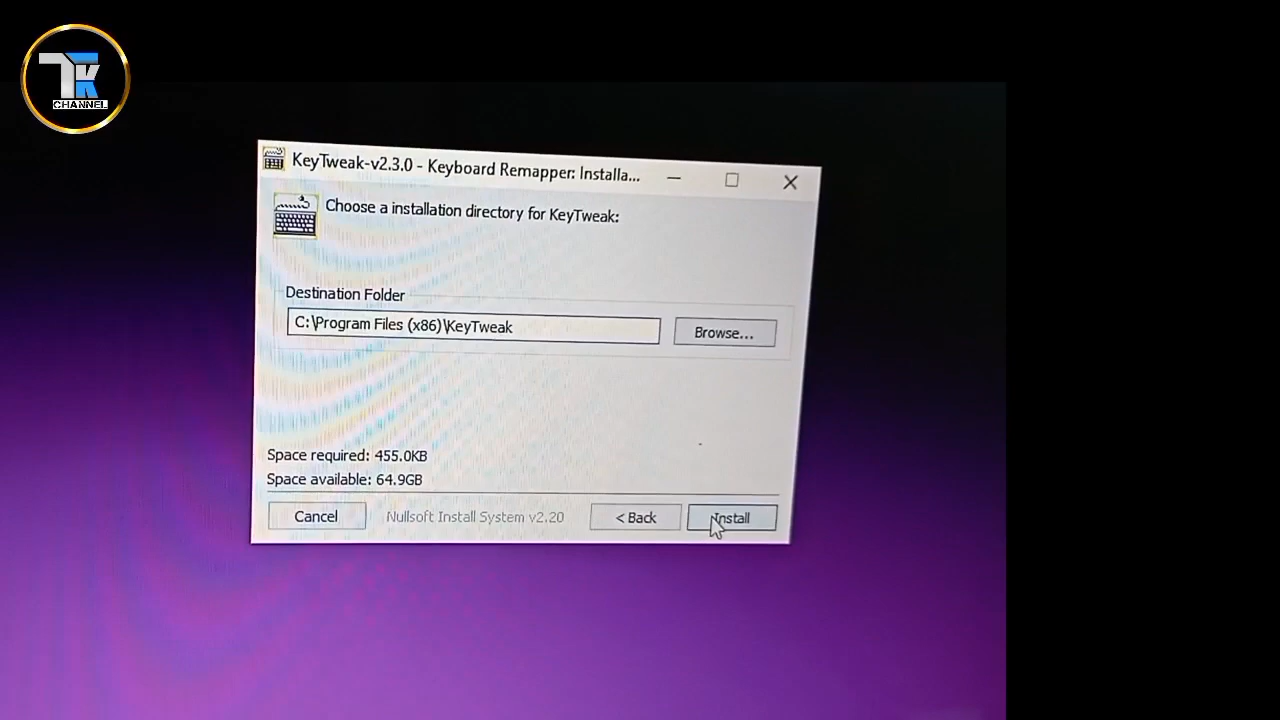 TK
CHANNEL
KeyTweak-v2.3.0 - Keyboard Remapper: Installa...
Choose a installation directory for KeyTweak:
Destination Folder
C:\Program Files (x86)\KeyTweak
Browse...
Space required: 455.0KB
Space available: 64.9GB
Cancel
Nullsoft Install System v2.20
< Back
Install